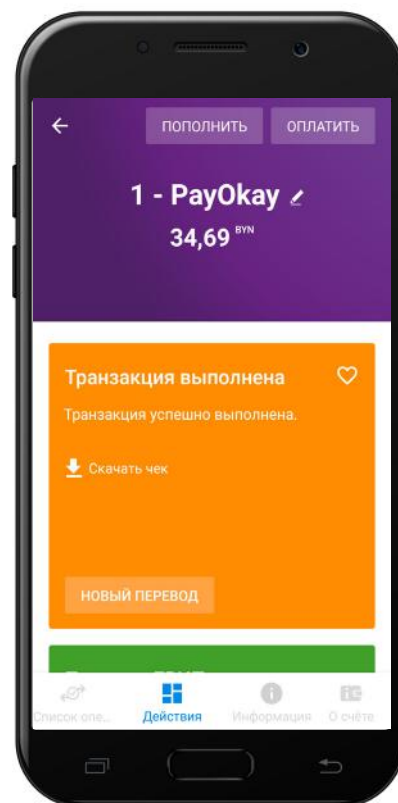 ПОПОЛНИТЬ ОПЛАТИТЬ
1 - PayOkay
34,69 BYN
Транзакция выполнена
Транзакция успешно выполнена.
Скачать чек
НОВЫЙ ПЕРЕВОД
Список опе...
Действия
Информация
О счёте